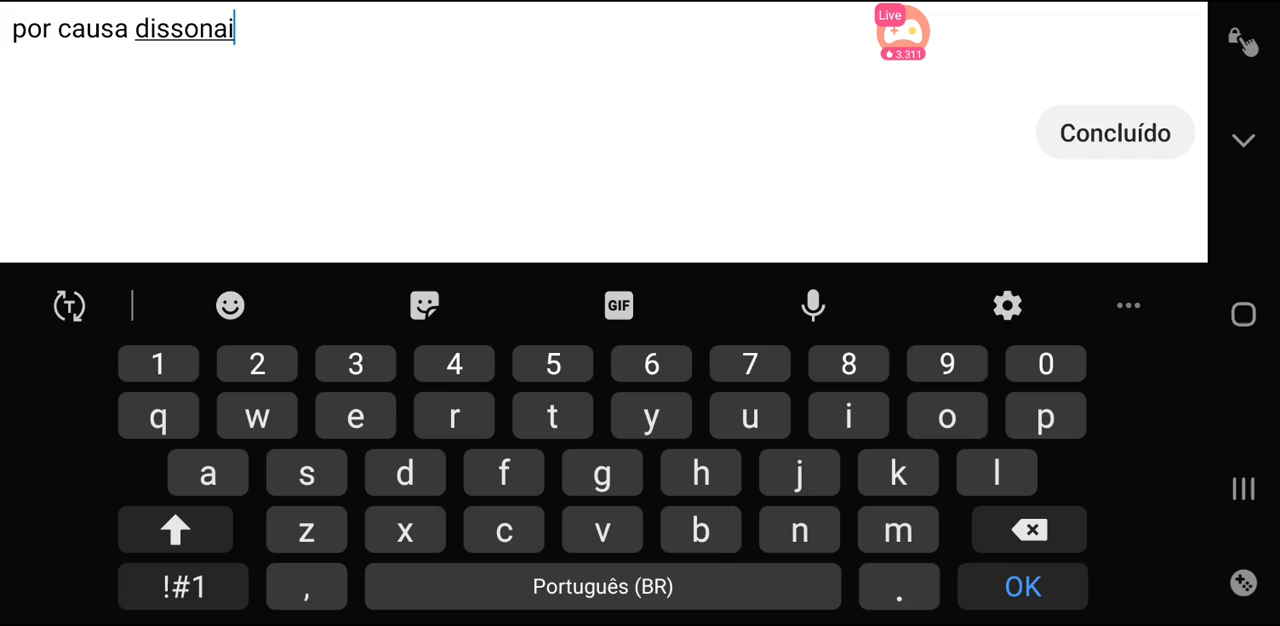 por causa dissonai
Live
3.311
Concluído
T
GIF
1 2 3 4 5 6 7 8 9 0
q w e r t y u i o p
a s d f g h j k l
z x c v b n m
!#1 , Português (BR) . OK